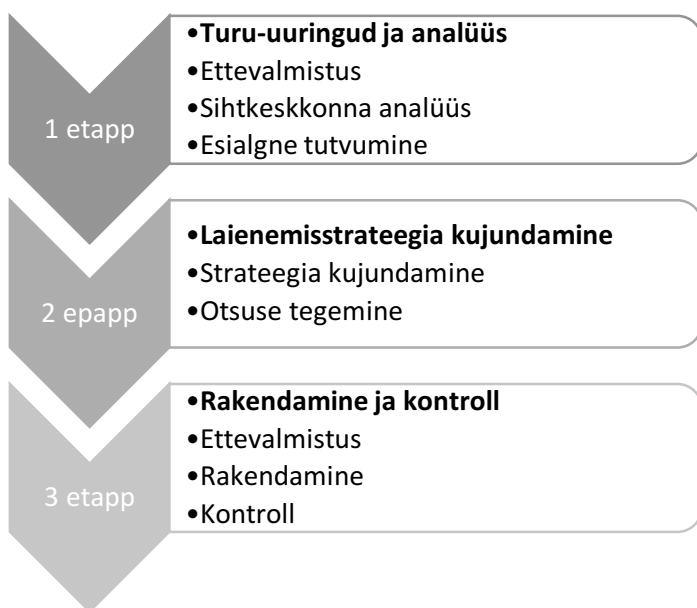 1 etapp
•Turu-uuringud ja analüüs
•Ettevalmistus
•Sihtkeskkonna analüüs
•Esialgne tutvumine
2 epapp
•Laienemisstrateegia kujundamine
•Strateegia kujundamine
•Otsuse tegemine
3 etapp
•Rakendamine ja kontroll
•Ettevalmistus
•Rakendamine
•Kontroll